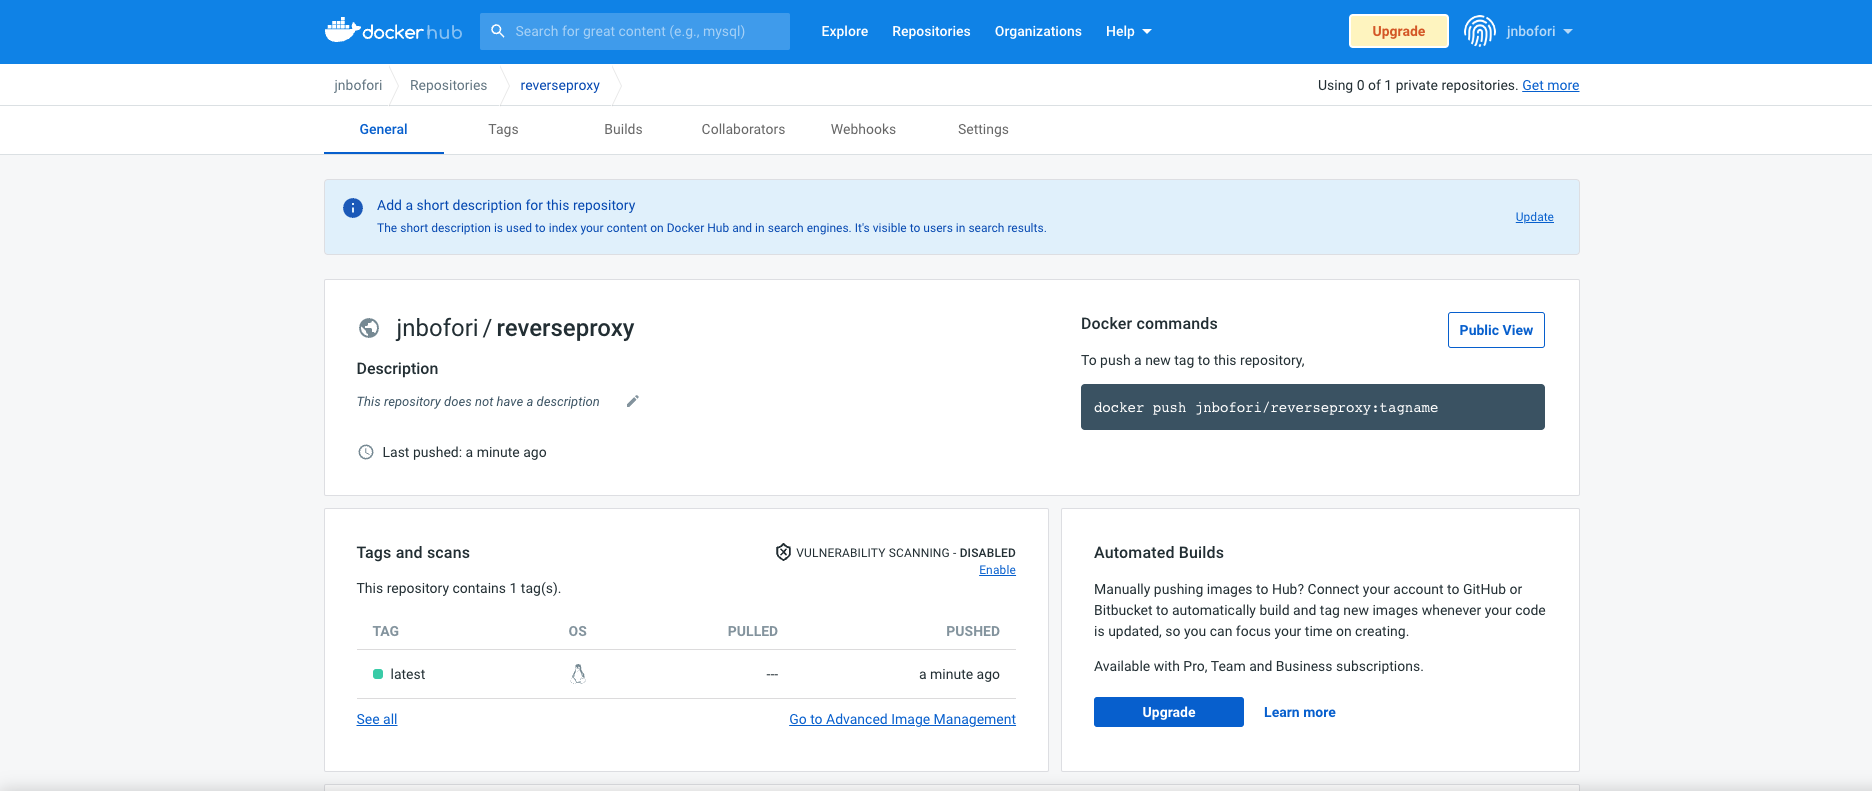 docker hub
Search for great content (e.g., mysql)
Explore
Repositories
Organizations
Help
Upgrade
jnbofori
jnbofori
Repositories
reverseproxy
Using 0 of 1 private repositories. Get more
General
Tags
Builds
Collaborators
Webhooks
Settings
Add a short description for this repository
The short description is used to index your content on Docker Hub and in search engines. It's visible to users in search results.
Update
jnbofori / reverseproxy
Description
This repository does not have a description
Last pushed: a minute ago
Docker commands
Public View
To push a new tag to this repository,
docker push jnbofori/reverseproxy:tagname
Tags and scans
VULNERABILITY SCANNING - DISABLED
Enable
This repository contains 1 tag(s).
TAG OS PULLED PUSHED
latest --- a minute ago
See all
Go to Advanced Image Management
Automated Builds
Manually pushing images to Hub? Connect your account to GitHub or
Bitbucket to automatically build and tag new images whenever your code
is updated, so you can focus your time on creating.
Available with Pro, Team and Business subscriptions.
Upgrade
Learn more